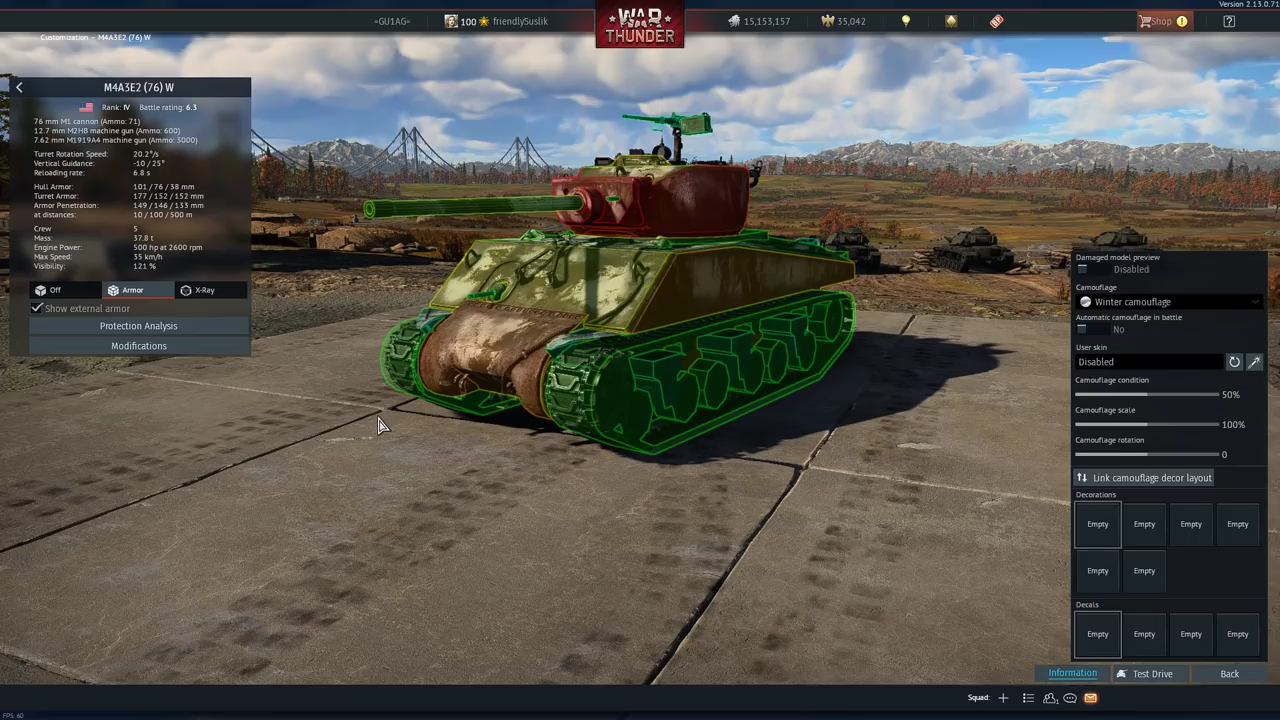 Version 2.13.0.71
=GU1AG=
100 friendlySuslik
WAR THUNDER
15,153,157
35,042
Shop
Customization - M4A3E2 (76) W
M4A3E2 (76) W
Rank: IV Battle rating: 6.3
76 mm M1 cannon (Ammo: 71)
12.7 mm M2HB machine gun (Ammo: 600)
7.62 mm M1919A4 machine gun (Ammo: 3000)
Turret Rotation Speed: 20.2°/s
Vertical Guidance: -10 / 25°
Reloading rate: 6.8 s
Hull Armor: 101 / 76 / 38 mm
Turret Armor: 177 / 152 / 152 mm
Armor Penetration: 149 / 146 / 133 mm
at distances: 10 / 100 / 500 m
Crew 5
Mass: 37.8 t
Engine Power: 500 hp at 2600 rpm
Max Speed: 35 km/h
Visibility: 121 %
Off Armor X-Ray
Show external armor
Protection Analysis
Modifications
Damaged model preview
Disabled
Camouflage
Winter camouflage
Automatic camouflage in battle
No
User skin
Disabled
Camouflage condition
50%
Camouflage scale
100%
Camouflage rotation
0
Link camouflage decor layout
Decorations
Empty Empty Empty Empty
Empty Empty
Decals
Empty Empty Empty Empty
Information Test Drive Back
Squad:
1
FPS: 60